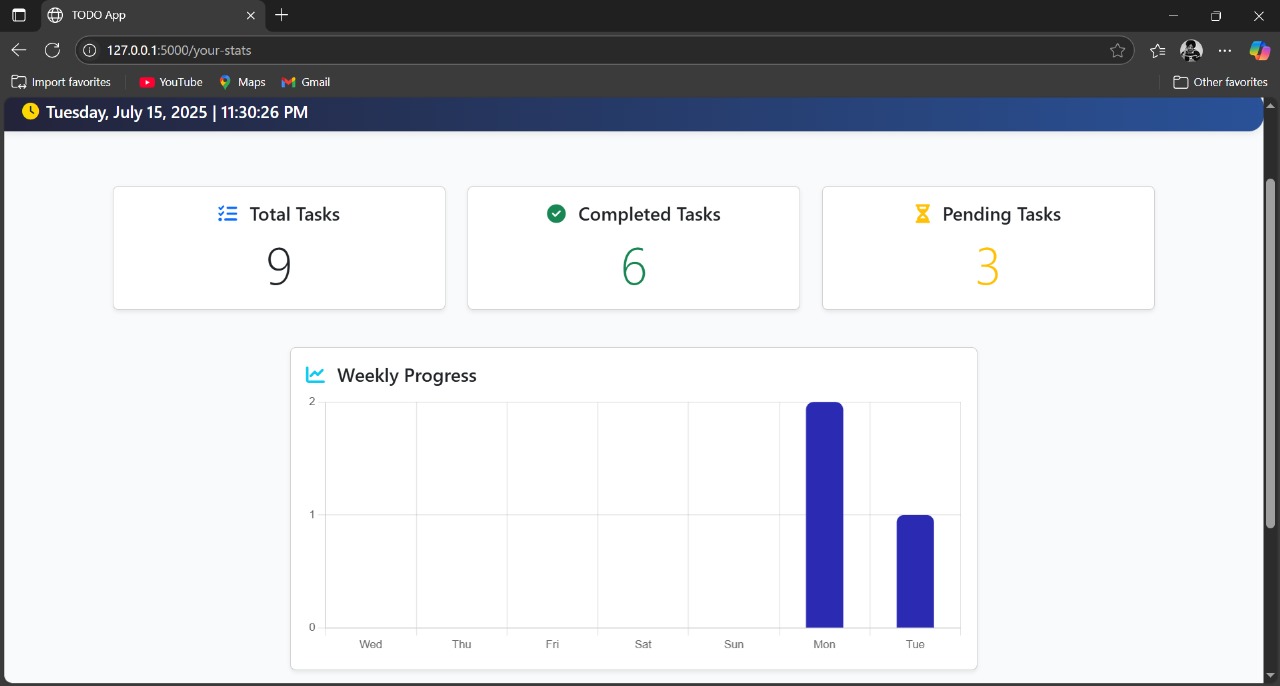 TODO App
127.0.0.1:5000/your-stats
Import favorites YouTube Maps Gmail Other favorites
Tuesday, July 15, 2025 | 11:30:26 PM
Total Tasks Completed Tasks Pending Tasks
9 6 3
Weekly Progress
2
1
0
Wed Thu Fri Sat Sun Mon Tue